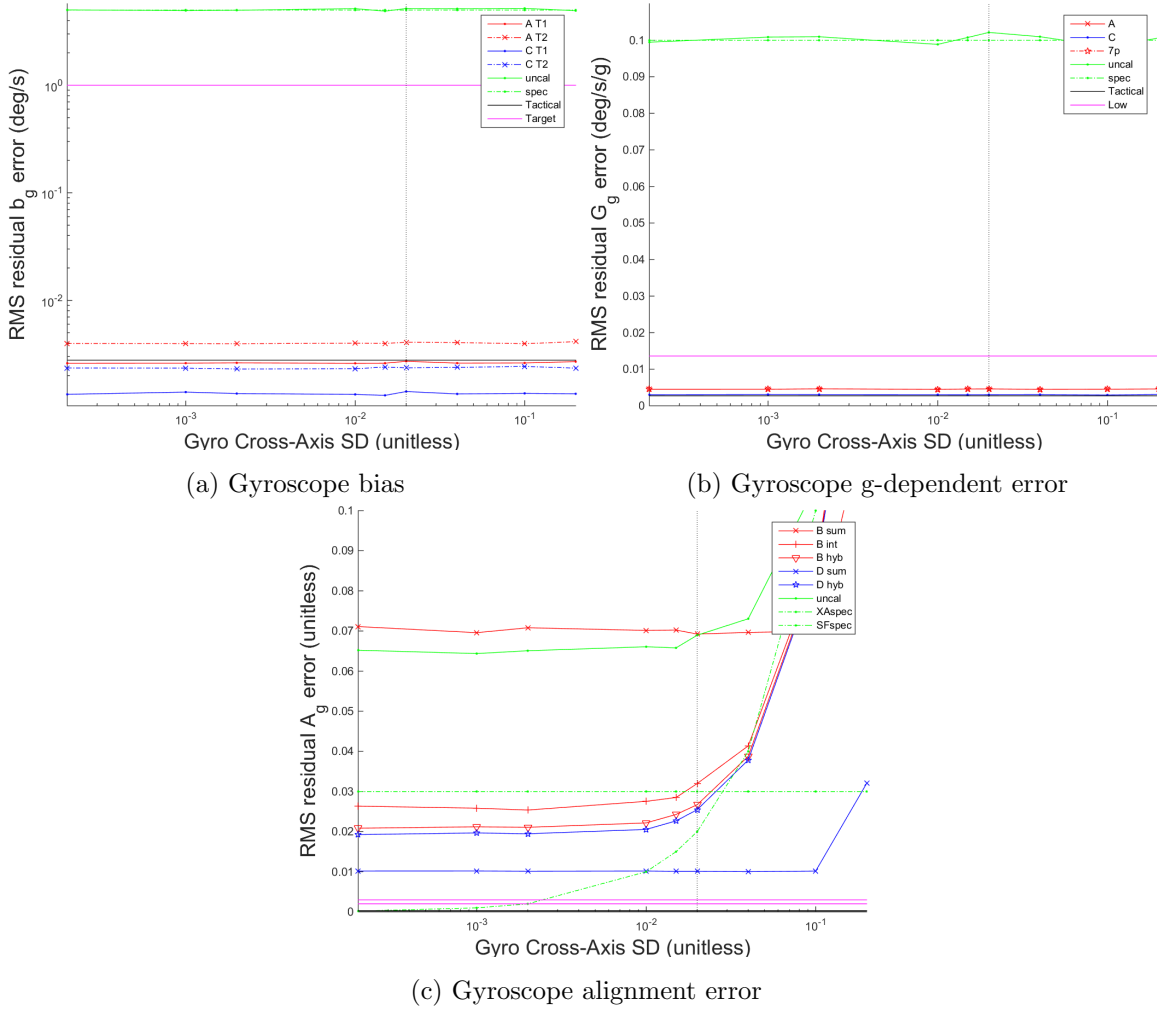 A T1
A T2
C T1
C T2
uncal
spec
Tactical
Target
10^0
10^-1
10^-2
RMS residual b_g error (deg/s)
10^-3
10^-2
10^-1
Gyro Cross-Axis SD (unitless)
(a) Gyroscope bias
A
C
7p
uncal
spec
Tactical
Low
0.1
0.09
0.08
0.07
0.06
0.05
0.04
0.03
0.02
0.01
0
RMS residual G_g error (deg/s/g)
10^-3
10^-2
10^-1
Gyro Cross-Axis SD (unitless)
(b) Gyroscope g-dependent error
B sum
B int
B hyb
D sum
D hyb
uncal
XAspec
SFspec
0.1
0.09
0.08
0.07
0.06
0.05
0.04
0.03
0.02
0.01
0
RMS residual A_g error (unitless)
10^-3
10^-2
10^-1
Gyro Cross-Axis SD (unitless)
(c) Gyroscope alignment error